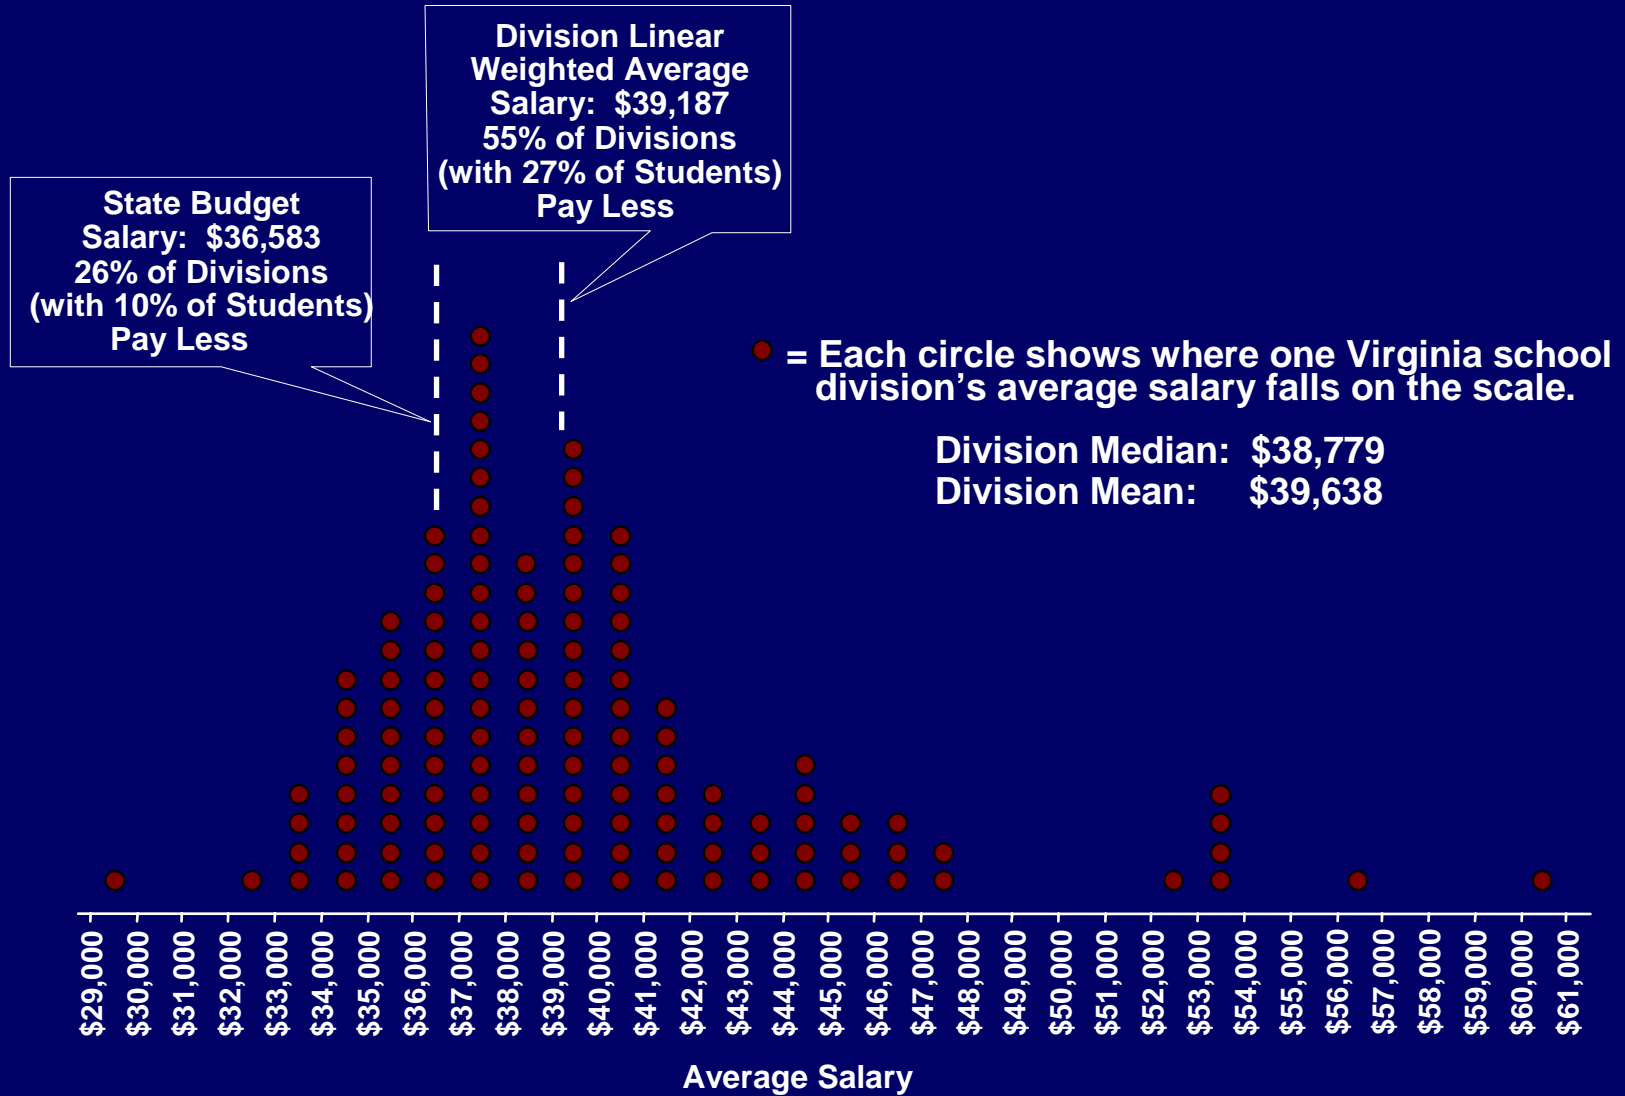 Division Linear
Weighted Average
Salary: $39,187
55% of Divisions
(with 27% of Students)
Pay Less
State Budget
Salary: $36,583
26% of Divisions
(with 10% of Students)
Pay Less
= Each circle shows where one Virginia school
division’s average salary falls on the scale.
Division Median: $38,779
Division Mean: $39,638
$29,000
$30,000
$31,000
$32,000
$33,000
$34,000
$35,000
$36,000
$37,000
$38,000
$39,000
$40,000
$41,000
$42,000
$43,000
$44,000
$45,000
$46,000
$47,000
$48,000
$49,000
$50,000
$51,000
$52,000
$53,000
$54,000
$55,000
$56,000
$57,000
$58,000
$59,000
$60,000
$61,000
Average Salary